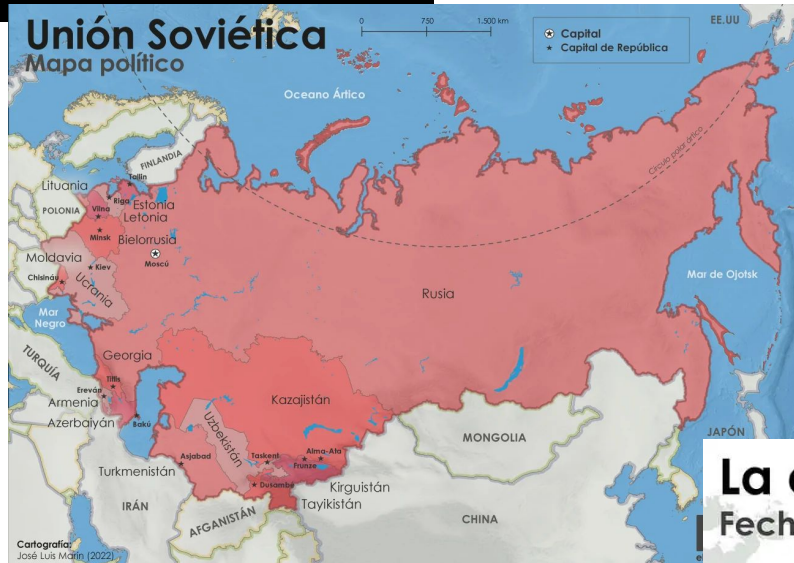 Unión Soviética
Mapa político
0 750 1.500 km
Capital
Capital de República
EE.UU
Oceano Ártico
Círculo polar ártico
FINLANDIA
Tallin
Lituania
Riga
Estonia
Letonia
POLONIA
Vilna
Minsk
Bielorrusia
Moscú
Moldavia
Kiev
Chisináu
Ucrania
Rusia
Mar de Ojotsk
Mar
Negro
TURQUÍA
Georgia
Tiflis
Ereván
Armenia
Azerbaiyán
Bakú
Kazajistán
Uzbekistán
Asjabad
Taskent
Alma-Ata
Frunze
Turkmenistán
Dusambé
Kirguistán
Tayikistán
MONGOLIA
JAPÓN
IRÁN
AFGANISTÁN
CHINA
Cartografía:
José Luis Marín (2022)
La
Fech